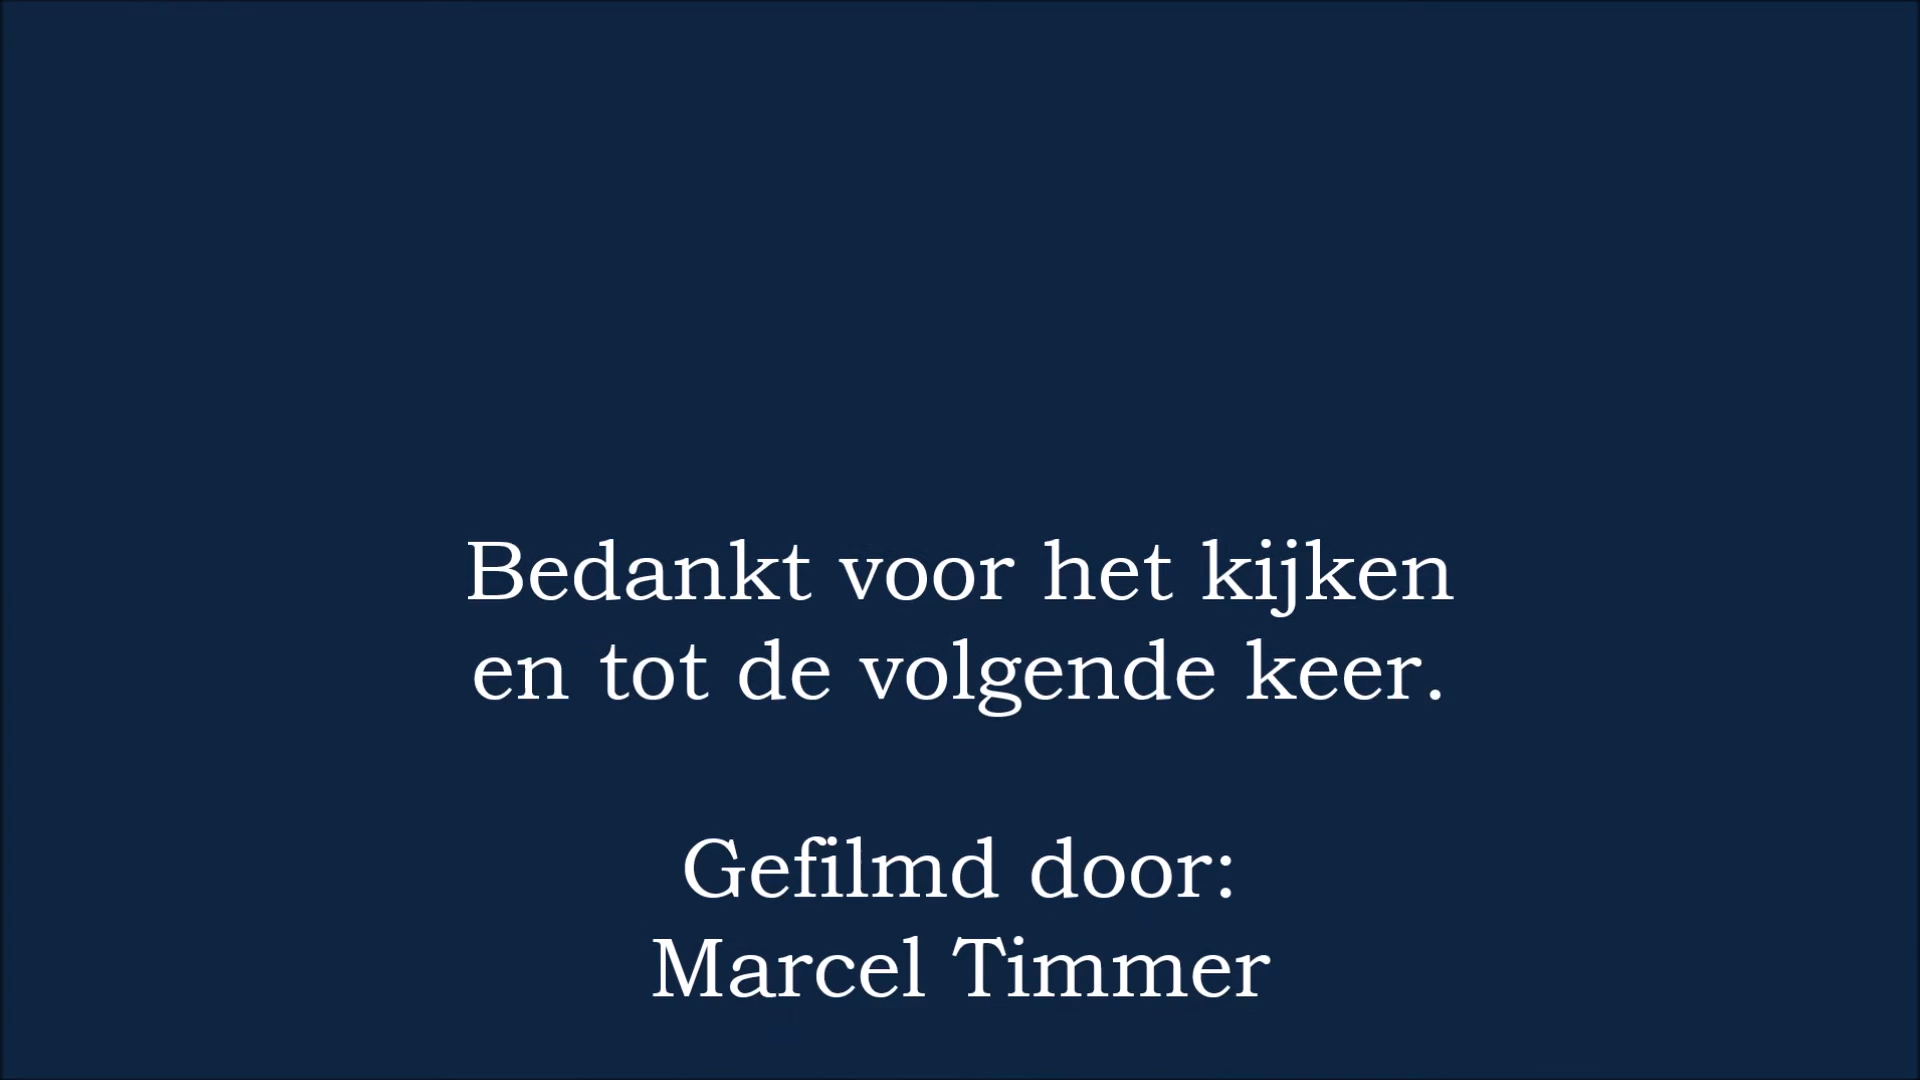 Bedankt voor het kijken
en tot de volgende keer.
Gefilmd door:
Marcel Timmer